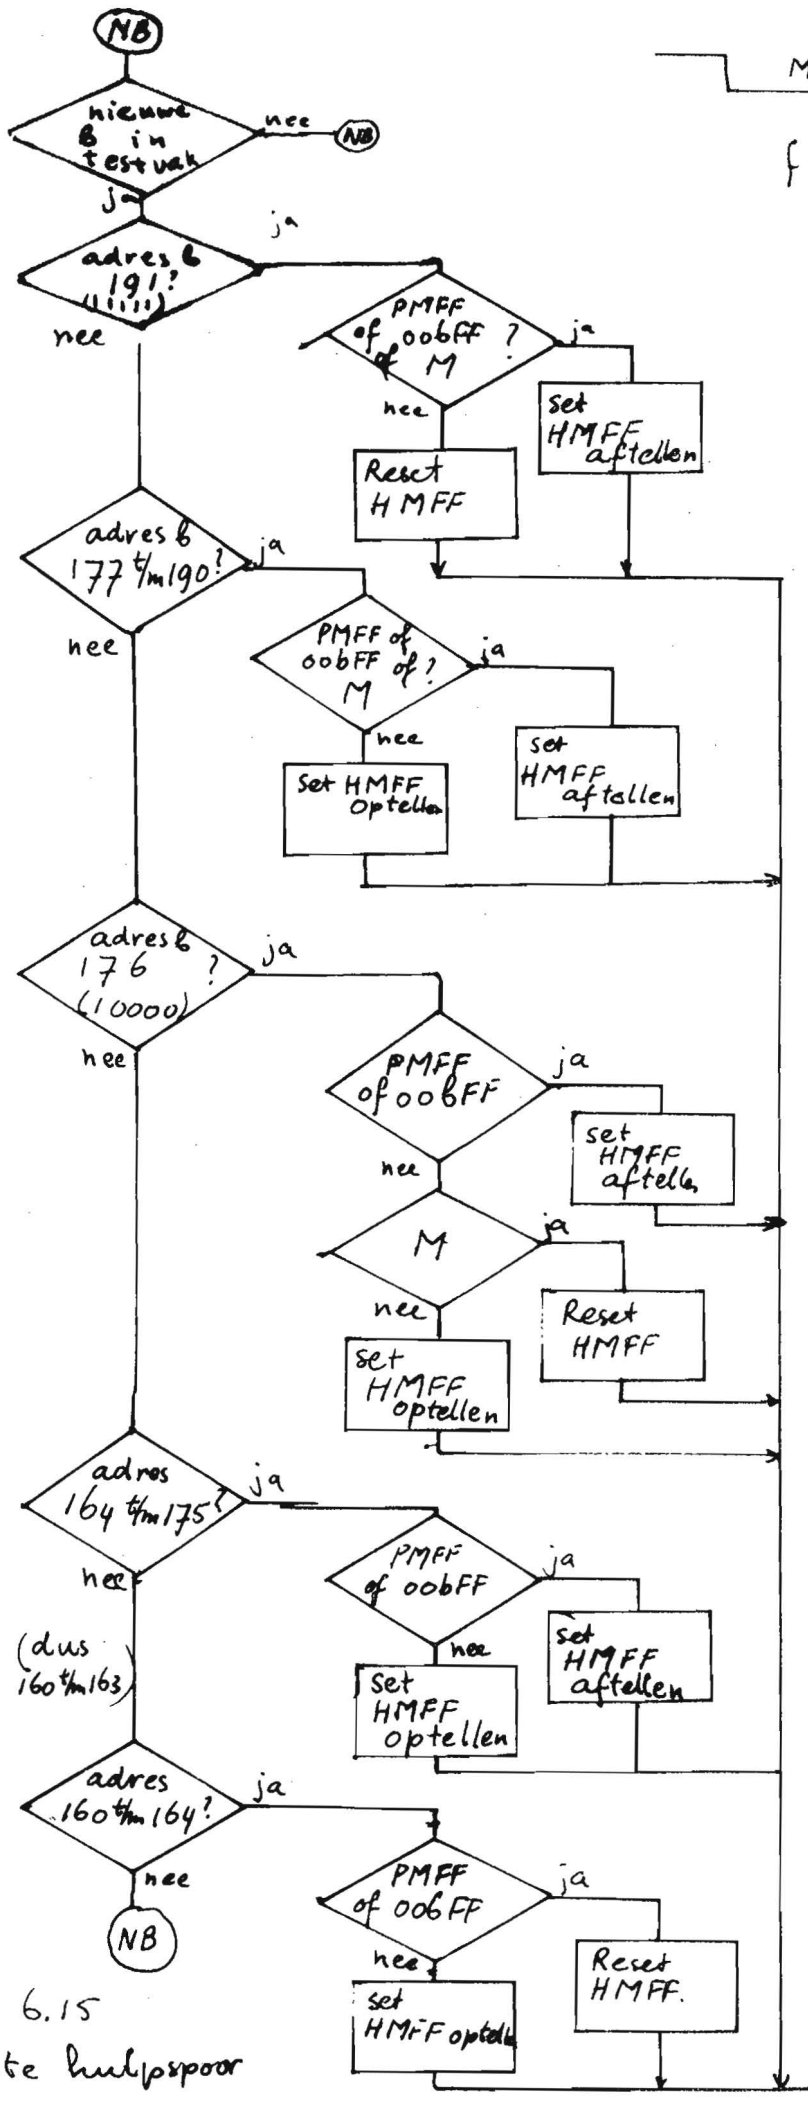 NB
M
nieuwe
b in
testvak
nee
NB
ja
f
adres b
191?
(11111)
ja
nee
PMFF
of oobFF ?
of M
ja
nee
set
HMFF
aftellen
Reset
HMFF
adres b
177 t/m 190?
ja
nee
PMFF of
oobFF of ?
M
ja
nee
set HMFF
optellen
set
HMFF
aftellen
adres b
176 ?
(10000)
ja
nee
PMFF
of oobFF
ja
nee
set
HMFF
aftellen
M
ja
nee
Reset
HMFF
set
HMFF
optellen
adres
164 t/m 175?
ja
nee
PMFF
of oobFF
ja
nee
set
HMFF
aftellen
set
HMFF
optellen
(dus
160 t/m 163)
adres
160 t/m 164?
ja
nee
NB
PMFF
of oobFF
ja
nee
Reset
HMFF.
set
HMFF optellen
6.15
te hulpspoor